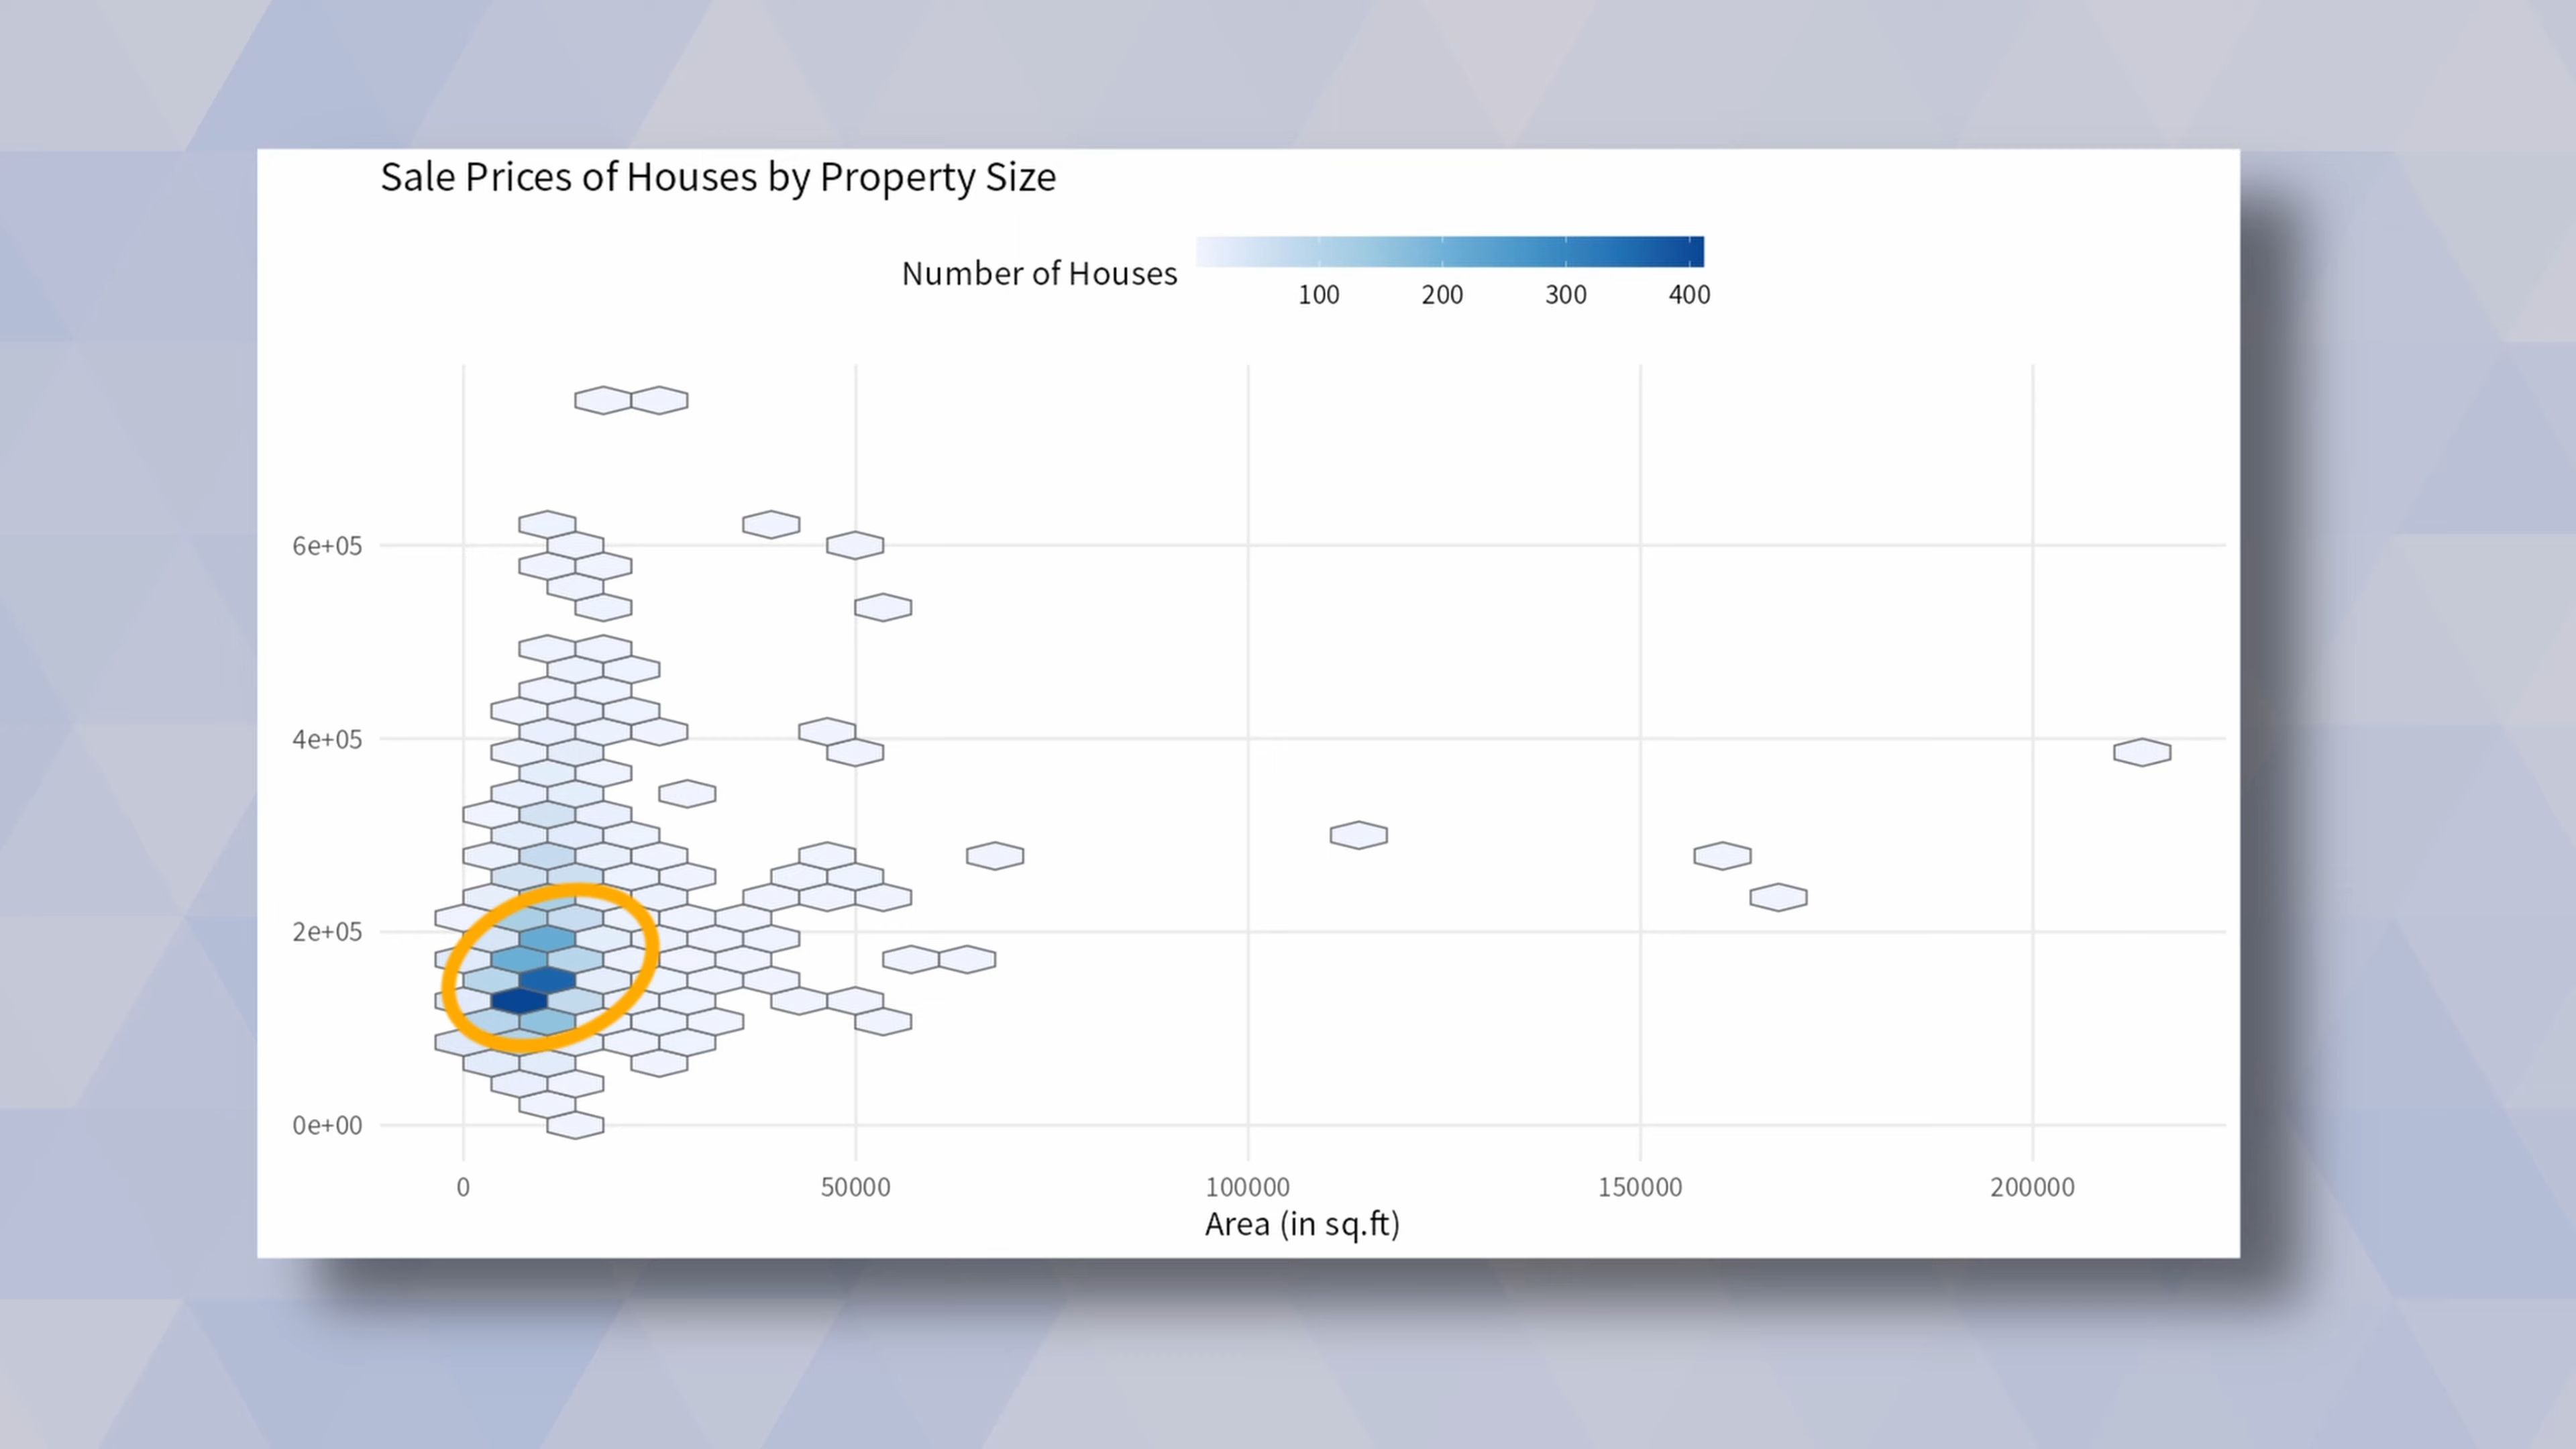 Sale Prices of Houses by Property Size
Number of Houses
100 200 300 400
6e+05
4e+05
2e+05
0e+00
0 50000 100000 150000 200000
Area (in sq.ft)